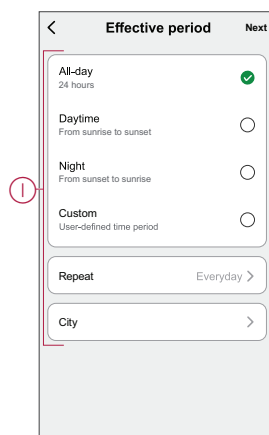 Effective period Next
All-day
24 hours
Daytime
From sunrise to sunset
Night
From sunset to sunrise
Custom
User-defined time period
Repeat Everyday
City
I